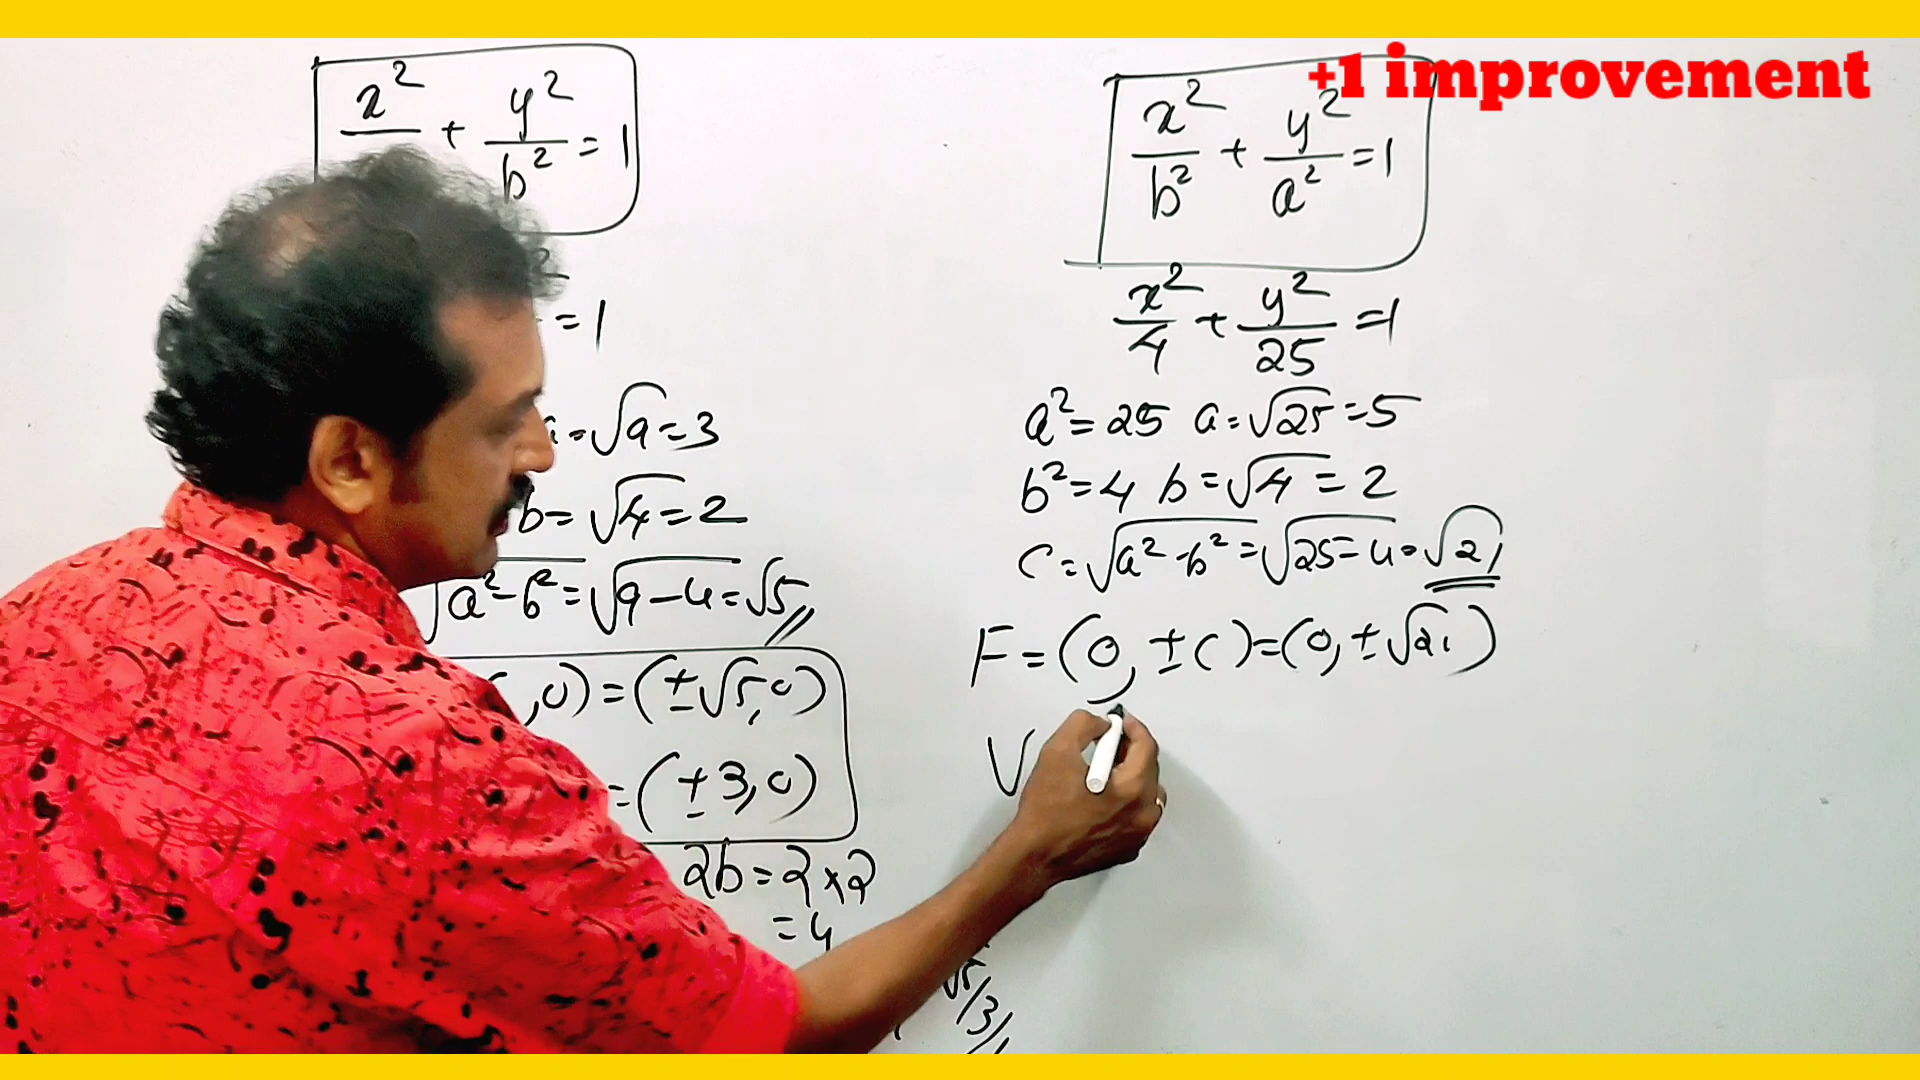 +1 improvement
x² + y²/b² = 1
= 1
a = √9 = 3
b = √4 = 2
√a²-b² = √9-4 = √5
,0) = (±√5,0)
= (±3,0)
2b = 2×2
= 4
√5/3
x²/b² + y²/a² = 1
x²/4 + y²/25 = 1
a² = 25 a = √25 = 5
b² = 4 b = √4 = 2
c = √a²-b² = √25-4 = √21
F = (0, ±c) = (0, ±√21)
V